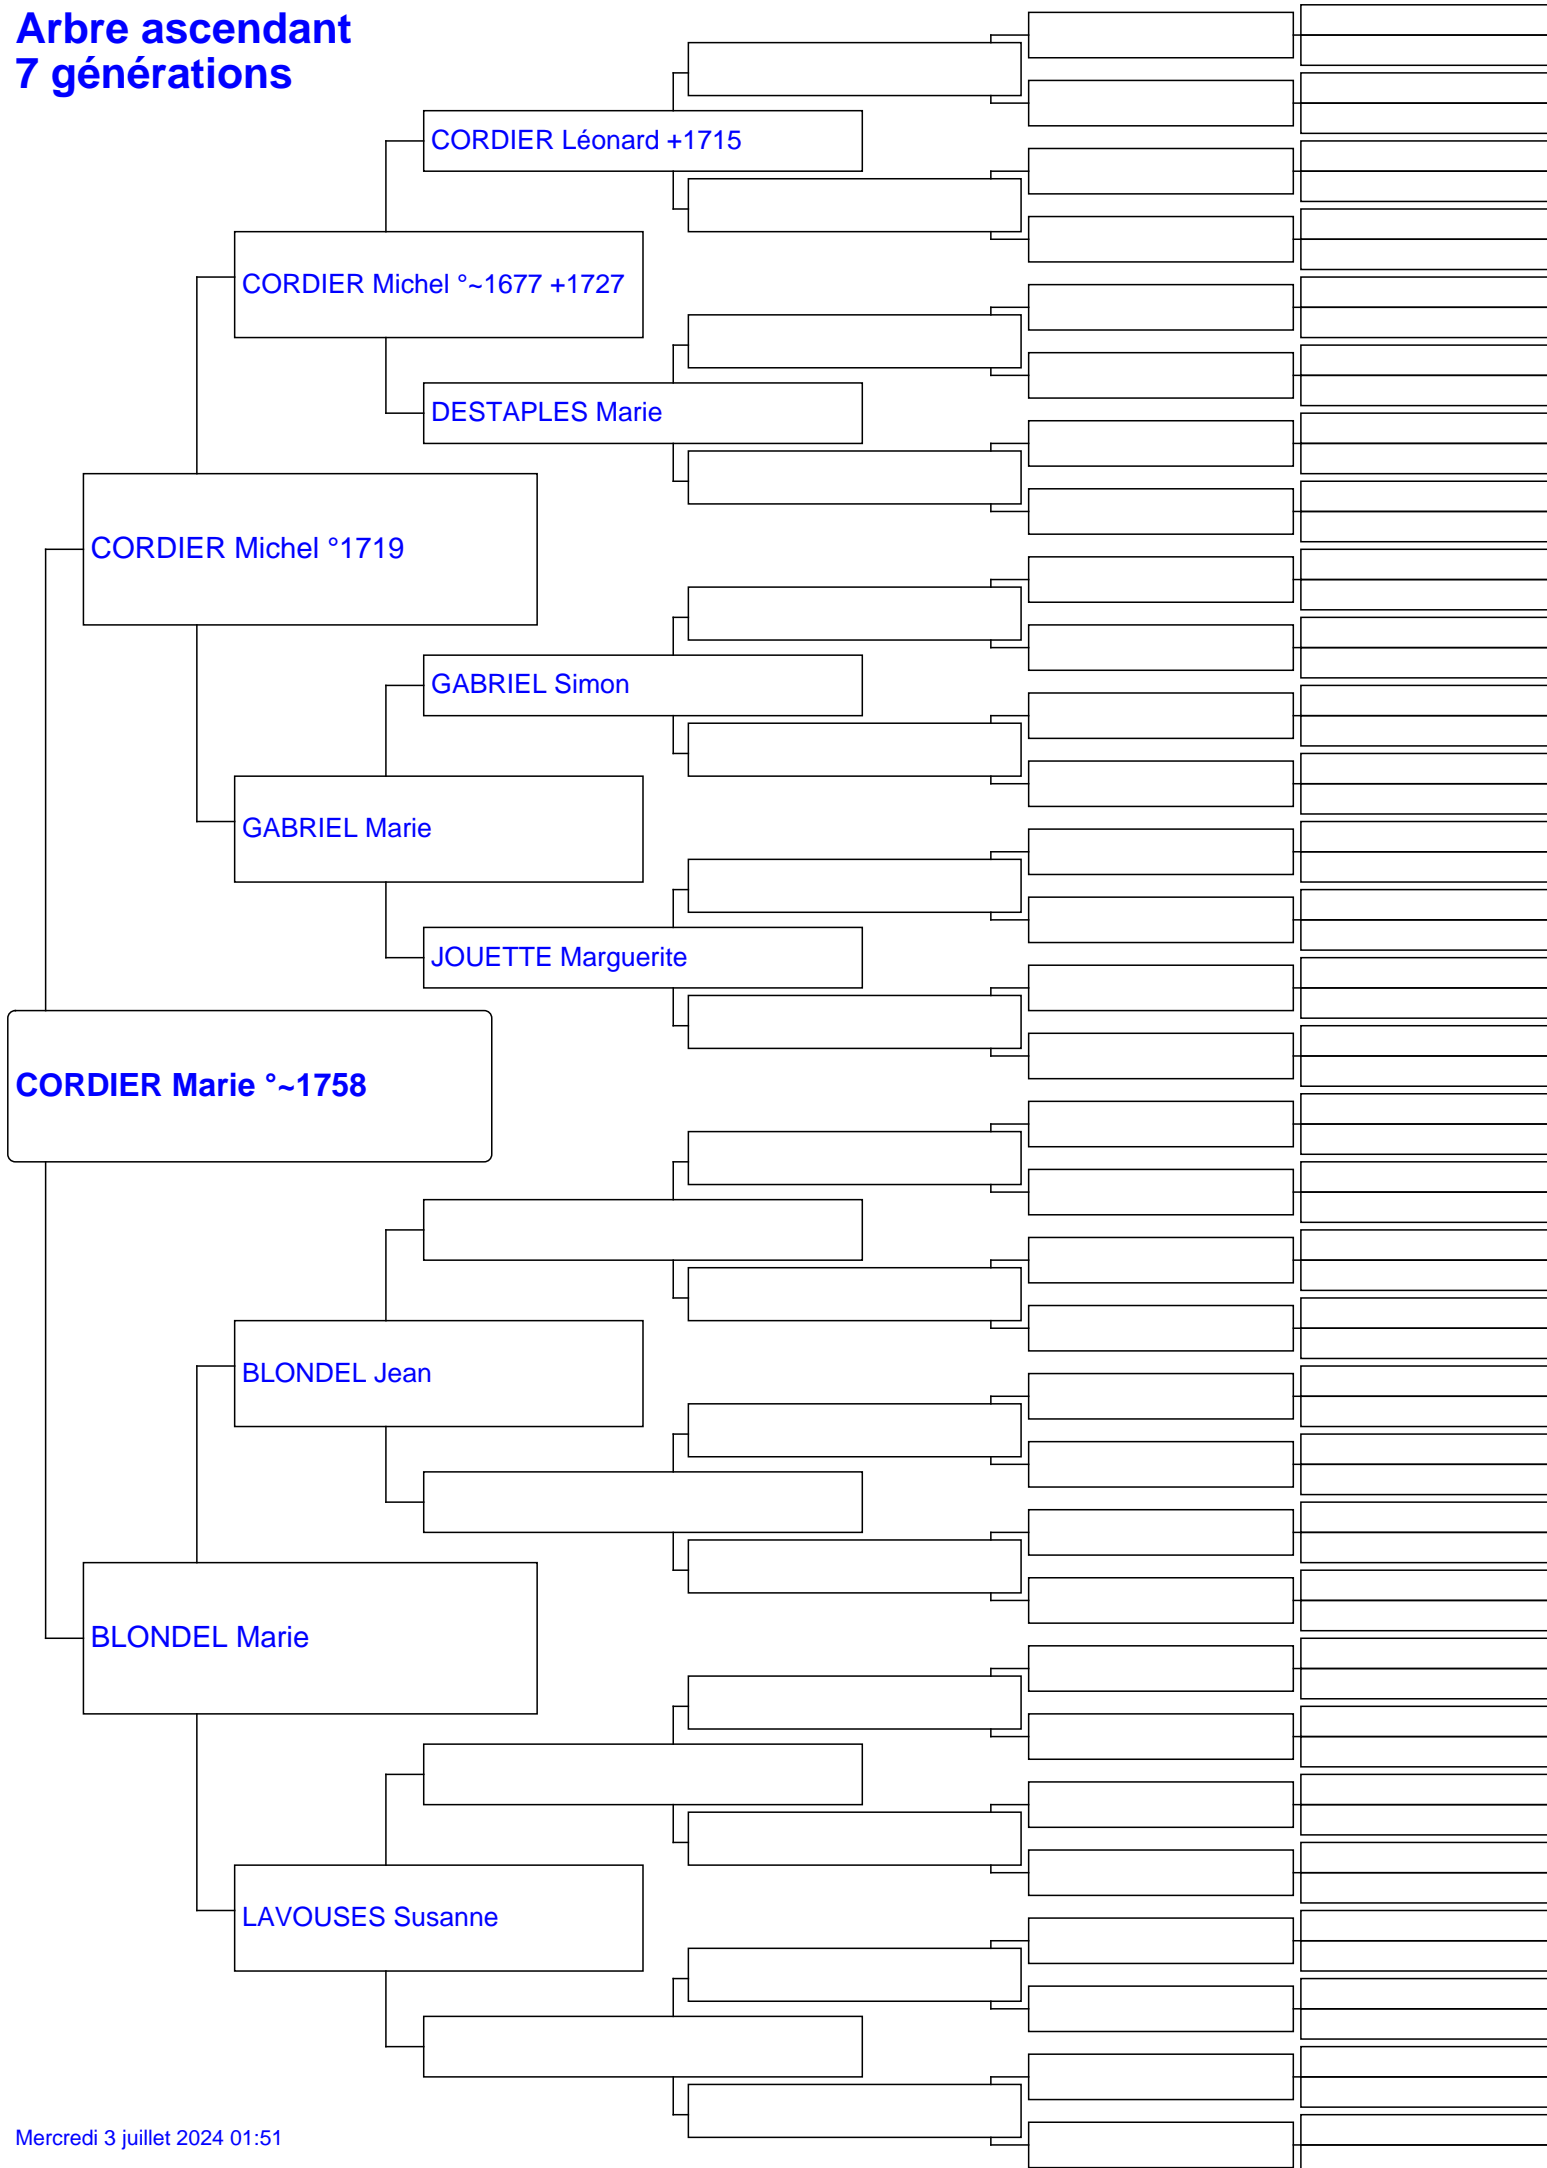 Arbre ascendant
7 générations
CORDIER Léonard +1715
CORDIER Michel °~1677 +1727
DESTAPLES Marie
CORDIER Michel °1719
GABRIEL Simon
GABRIEL Marie
JOUETTE Marguerite
CORDIER Marie °~1758
BLONDEL Jean
BLONDEL Marie
LAVOUSES Susanne
Mercredi 3 juillet 2024 01:51